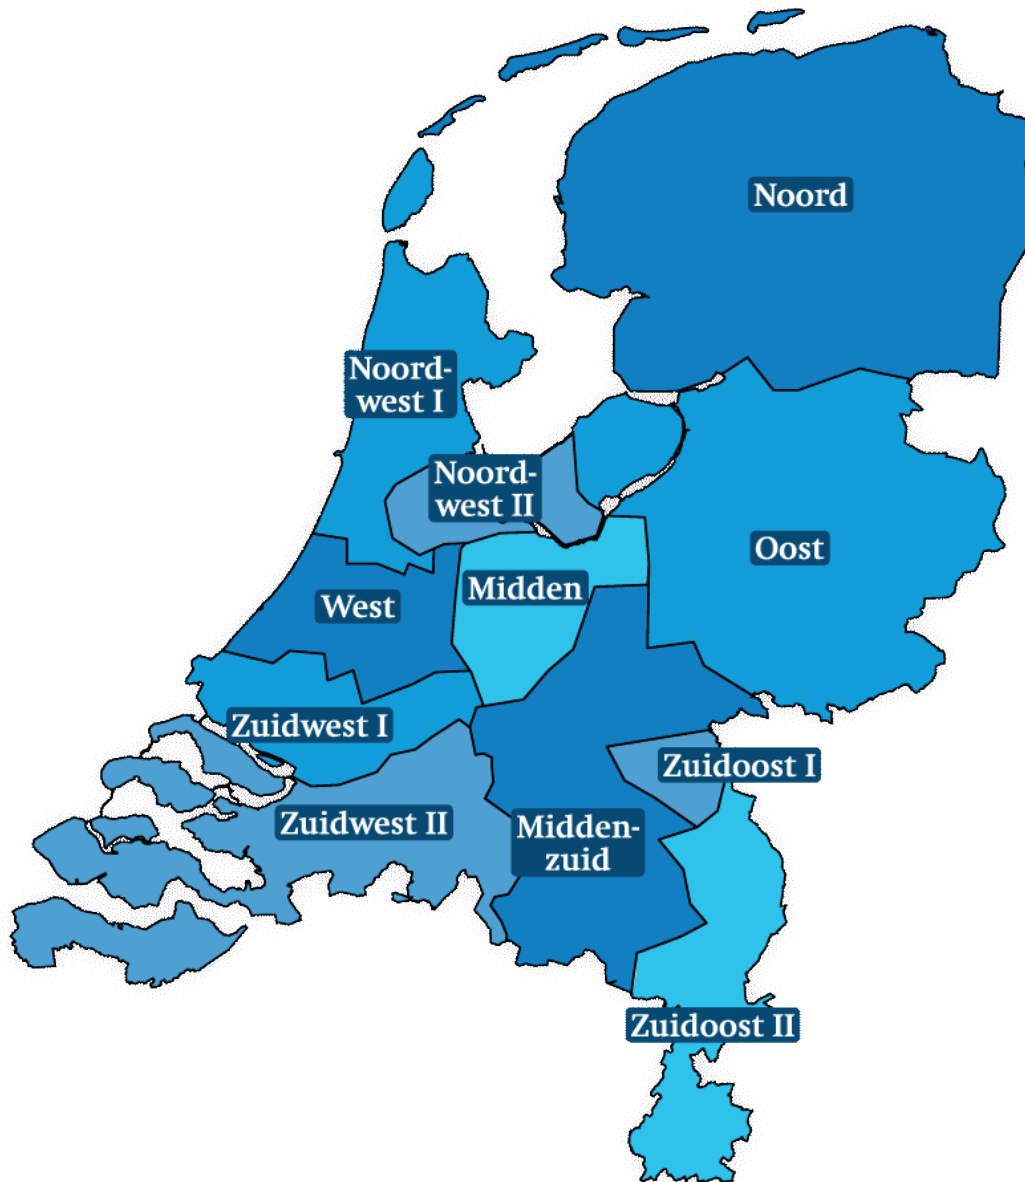 Noord
Noord-
west I
Noord-
west II
Oost
Midden
West
Zuidwest I
Zuidoost I
Zuidwest II
Midden-
zuid
Zuidoost II